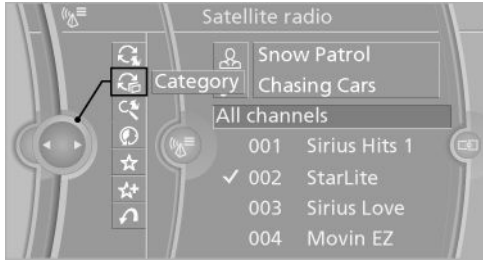 Satellite radio
Snow Patrol
Category
Chasing Cars
All channels
001 Sirius Hits 1
002 StarLite
003 Sirius Love
004 Movin EZ